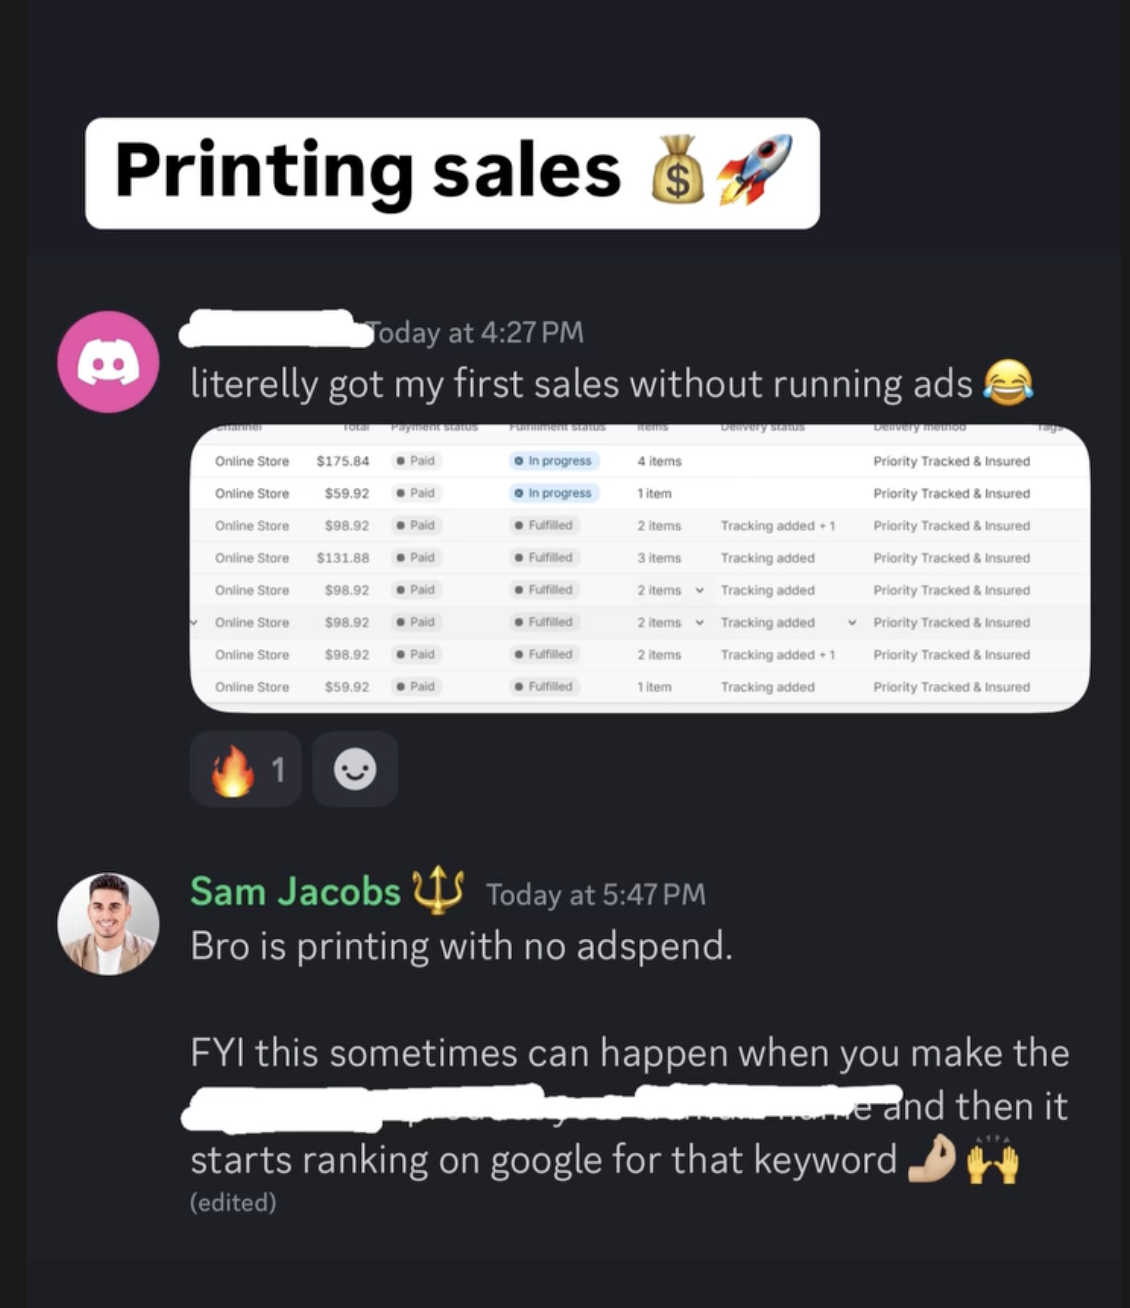 Printing sales 💰🚀
Today at 4:27 PM
literelly got my first sales without running ads 😂
Channel Total Payment status Fulfillment status Items Delivery status Delivery method Tags
Online Store $175.84 Paid In progress 4 items Priority Tracked & Insured
Online Store $59.92 Paid In progress 1 item Priority Tracked & Insured
Online Store $98.92 Paid Fulfilled 2 items Tracking added + 1 Priority Tracked & Insured
Online Store $131.88 Paid Fulfilled 3 items Tracking added Priority Tracked & Insured
Online Store $98.92 Paid Fulfilled 2 items Tracking added Priority Tracked & Insured
Online Store $98.92 Paid Fulfilled 2 items Tracking added Priority Tracked & Insured
Online Store $98.92 Paid Fulfilled 2 items Tracking added + 1 Priority Tracked & Insured
Online Store $59.92 Paid Fulfilled 1 item Tracking added Priority Tracked & Insured
🔥 1
Sam Jacobs 🔱 Today at 5:47 PM
Bro is printing with no adspend.
FYI this sometimes can happen when you make the
and then it
starts ranking on google for that keyword 🤌🏼🙌
(edited)